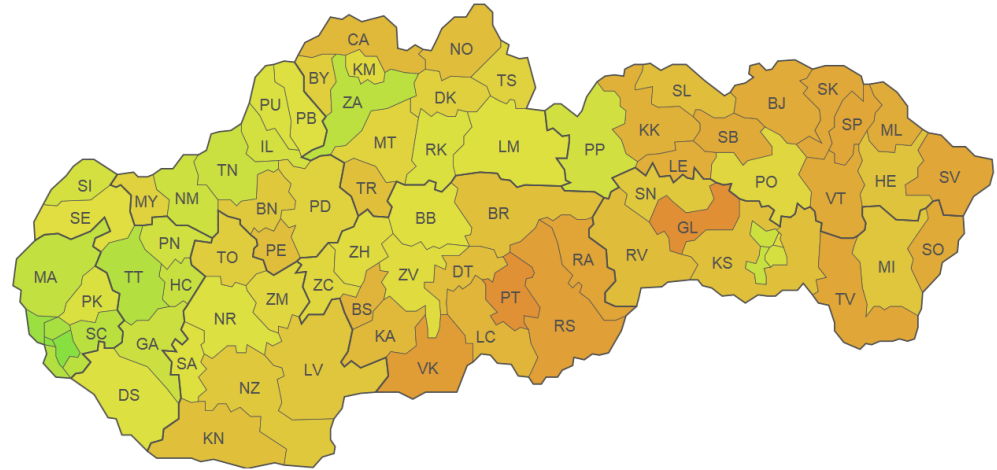 CA
NO
BY
KM
TS
ZA
DK
PU
PB
SL
BJ
SK
SP
ML
KK
SB
IL
MT
RK
LM
PP
TN
LE
SI
MY
NM
BN
PD
TR
SN
PO
VT
HE
SV
SE
BB
BR
GL
PN
TO
PE
ZH
RA
RV
KS
MI
SO
MA
TT
HC
ZC
ZV
DT
PK
ZM
BS
PT
TV
SC
GA
NR
KA
LC
RS
SA
LV
VK
DS
NZ
KN